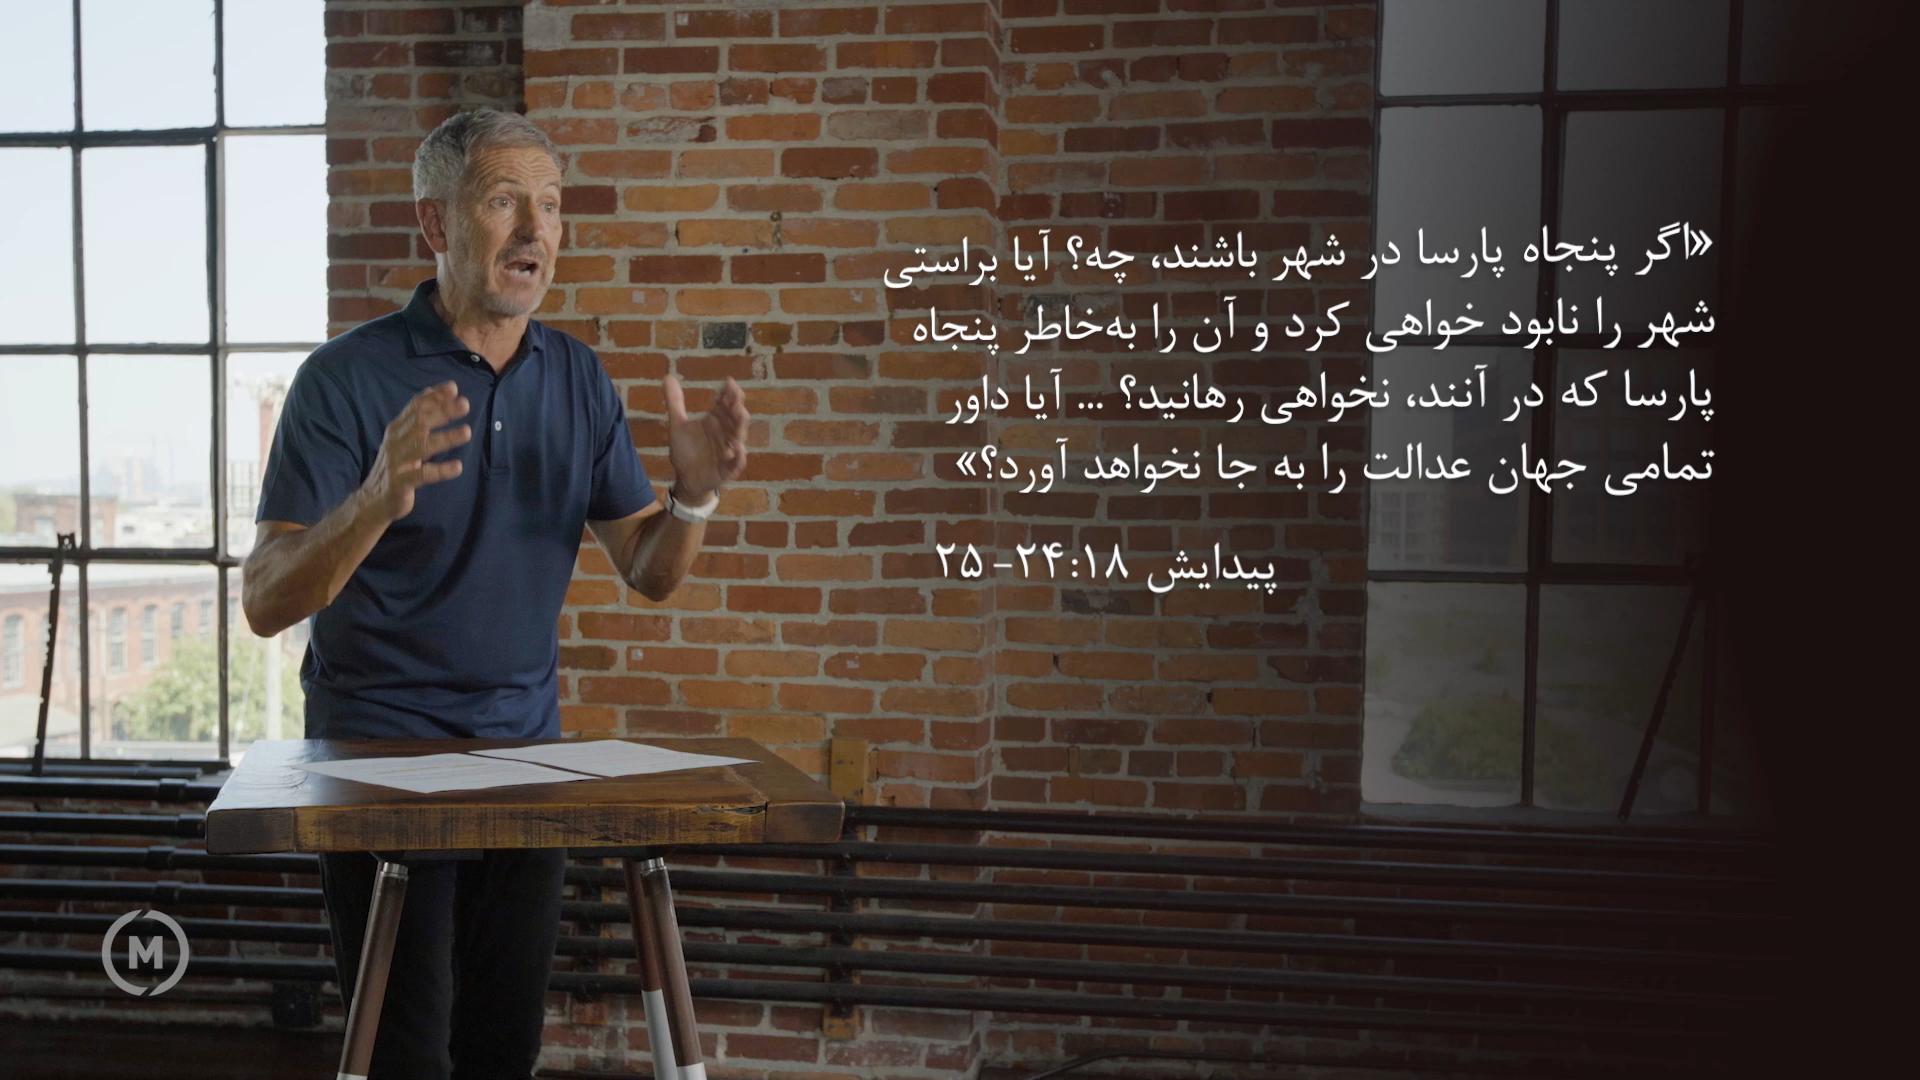 «اگر پنجاه پارسا در شهر باشند، چه؟ آیا براستی
شهر را نابود خواهی کرد و آن را به‌خاطر پنجاه
پارسا که در آنند، نخواهی رهانید؟ ... آیا داور
تمامی جهان عدالت را به جا نخواهد آورد؟»
پیدایش ۲۴:۱۸- ۲۵
M